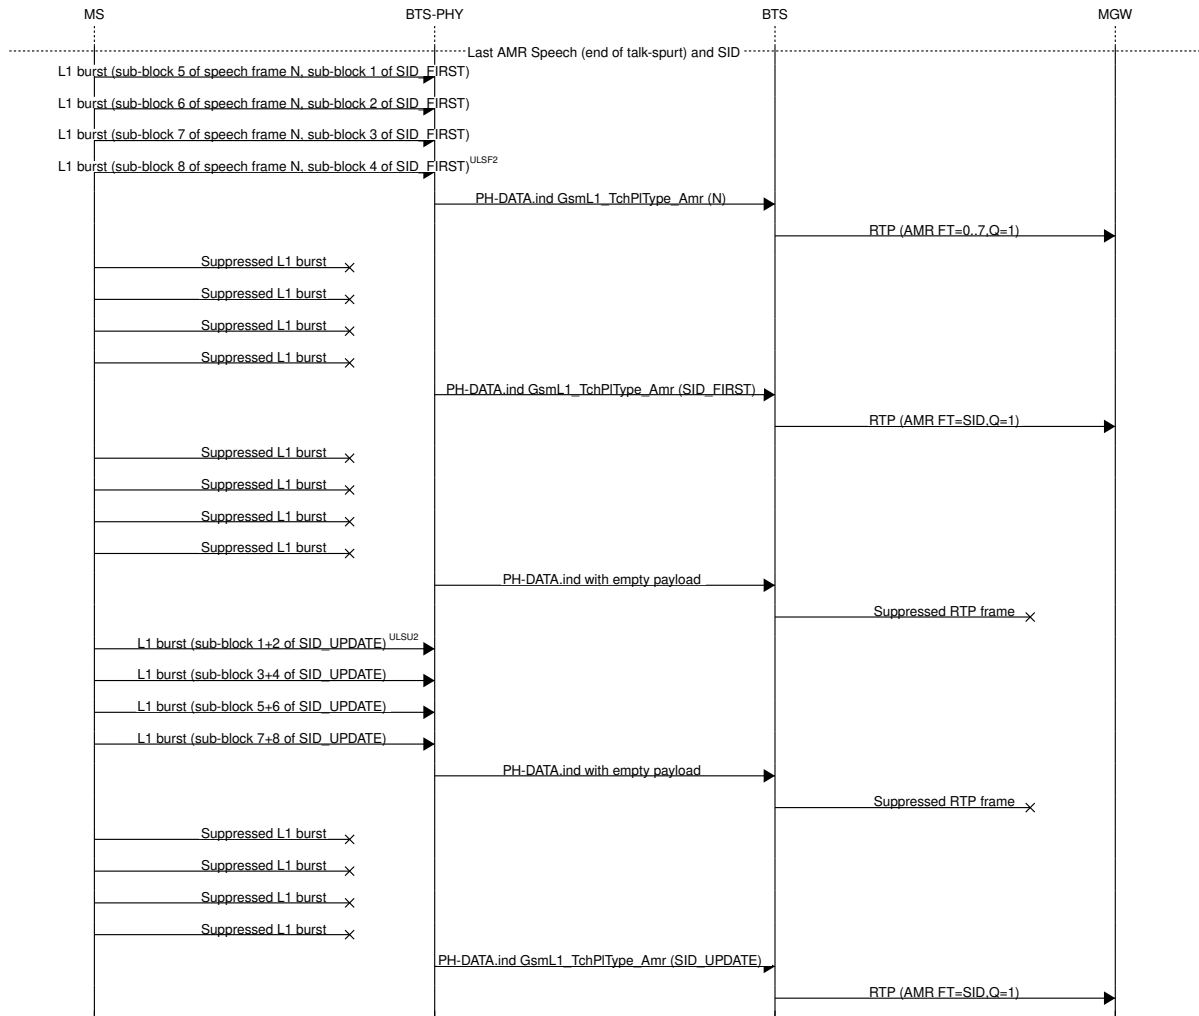 MS BTS-PHY BTS MGW
Last AMR Speech (end of talk-spurt) and SID
L1 burst (sub-block 5 of speech frame N, sub-block 1 of SID_FIRST)
L1 burst (sub-block 6 of speech frame N, sub-block 2 of SID_FIRST)
L1 burst (sub-block 7 of speech frame N, sub-block 3 of SID_FIRST)
L1 burst (sub-block 8 of speech frame N, sub-block 4 of SID_FIRST) ULSF2
PH-DATA.ind GsmL1_TchPlType_Amr (N)
RTP (AMR FT=0..7,Q=1)
Suppressed L1 burst
Suppressed L1 burst
Suppressed L1 burst
Suppressed L1 burst
PH-DATA.ind GsmL1_TchPlType_Amr (SID_FIRST)
RTP (AMR FT=SID,Q=1)
Suppressed L1 burst
Suppressed L1 burst
Suppressed L1 burst
Suppressed L1 burst
PH-DATA.ind with empty payload
Suppressed RTP frame
L1 burst (sub-block 1+2 of SID_UPDATE) ULSU2
L1 burst (sub-block 3+4 of SID_UPDATE)
L1 burst (sub-block 5+6 of SID_UPDATE)
L1 burst (sub-block 7+8 of SID_UPDATE)
PH-DATA.ind with empty payload
Suppressed RTP frame
Suppressed L1 burst
Suppressed L1 burst
Suppressed L1 burst
Suppressed L1 burst
PH-DATA.ind GsmL1_TchPlType_Amr (SID_UPDATE)
RTP (AMR FT=SID,Q=1)